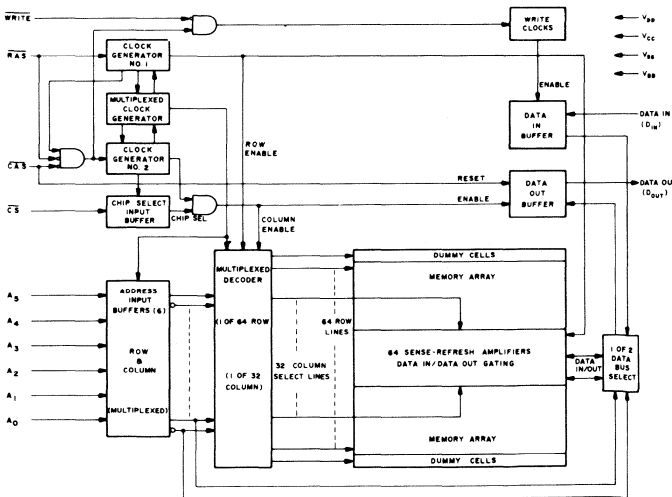 WRITE
RAS
CAS
CS
CLOCK
GENERATOR
NO. 1
MULTIPLEXED
CLOCK
GENERATOR
CLOCK
GENERATOR
NO. 2
CHIP SELECT
INPUT
BUFFER
CHIP SEL
WRITE
CLOCKS
ENABLE
DATA
IN
BUFFER
DATA IN
(DIN)
VDD
VCC
VSS
VBB
ROW
ENABLE
COLUMN
ENABLE
RESET
ENABLE
DATA
OUT
BUFFER
DATA OUT
(DOUT)
A5
A4
A3
A2
A1
A0
ADDRESS
INPUT
BUFFERS (6)
ROW
&
COLUMN
(MULTIPLEXED)
MULTIPLEXED
DECODER
(1 OF 64 ROW
(1 OF 32
COLUMN)
64 ROW
LINES
32 COLUMN
SELECT LINES
DUMMY CELLS
MEMORY ARRAY
64 SENSE-REFRESH AMPLIFIERS
DATA IN/DATA OUT GATING
MEMORY ARRAY
DUMMY CELLS
DATA
IN/OUT
1 OF 2
DATA
BUS
SELECT